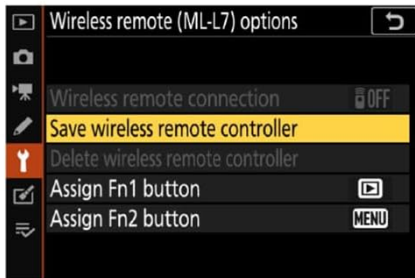 Wireless remote (ML-L7) options
Wireless remote connection OFF
Save wireless remote controller
Delete wireless remote controller
Assign Fn1 button
Assign Fn2 button MENU